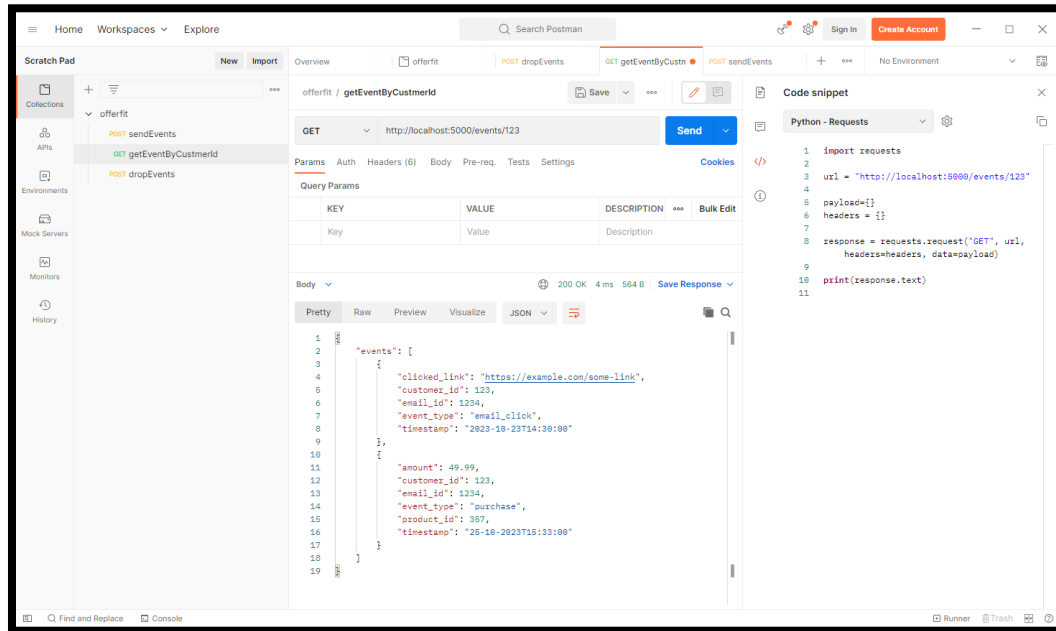 Home Workspaces Explore Search Postman Sign In Create Account
Scratch Pad New Import Overview offerfit POST dropEvents GET getEventByCustn POST sendEvents No Environment
Collections
APIs
Environments
Mock Servers
Monitors
History
offerfit
POST sendEvents
GET getEventByCustmerId
POST dropEvents
offerfit / getEventByCustmerId Save
GET http://localhost:5000/events/123 Send
Params Auth Headers (6) Body Pre-req. Tests Settings Cookies
Query Params
KEY VALUE DESCRIPTION Bulk Edit
Key Value Description
Body 200 OK 4 ms 564 B Save Response
Pretty Raw Preview Visualize JSON
1 {
2 "events": [
3 {
4 "clicked_link": "https://example.com/some-link",
5 "customer_id": 123,
6 "email_id": 1234,
7 "event_type": "email_click",
8 "timestamp": "2023-10-23T14:30:00"
9 },
10 {
11 "amount": 49.99,
12 "customer_id": 123,
13 "email_id": 1234,
14 "event_type": "purchase",
15 "product_id": 357,
16 "timestamp": "25-10-2023T15:33:00"
17 }
18 ]
19 }
Code snippet
Python - Requests
1 import requests
2
3 url = "http://localhost:5000/events/123"
4
5 payload={}
6 headers = {}
7
8 response = requests.request("GET", url,
headers=headers, data=payload)
9
10 print(response.text)
11
Find and Replace Console Runner Trash